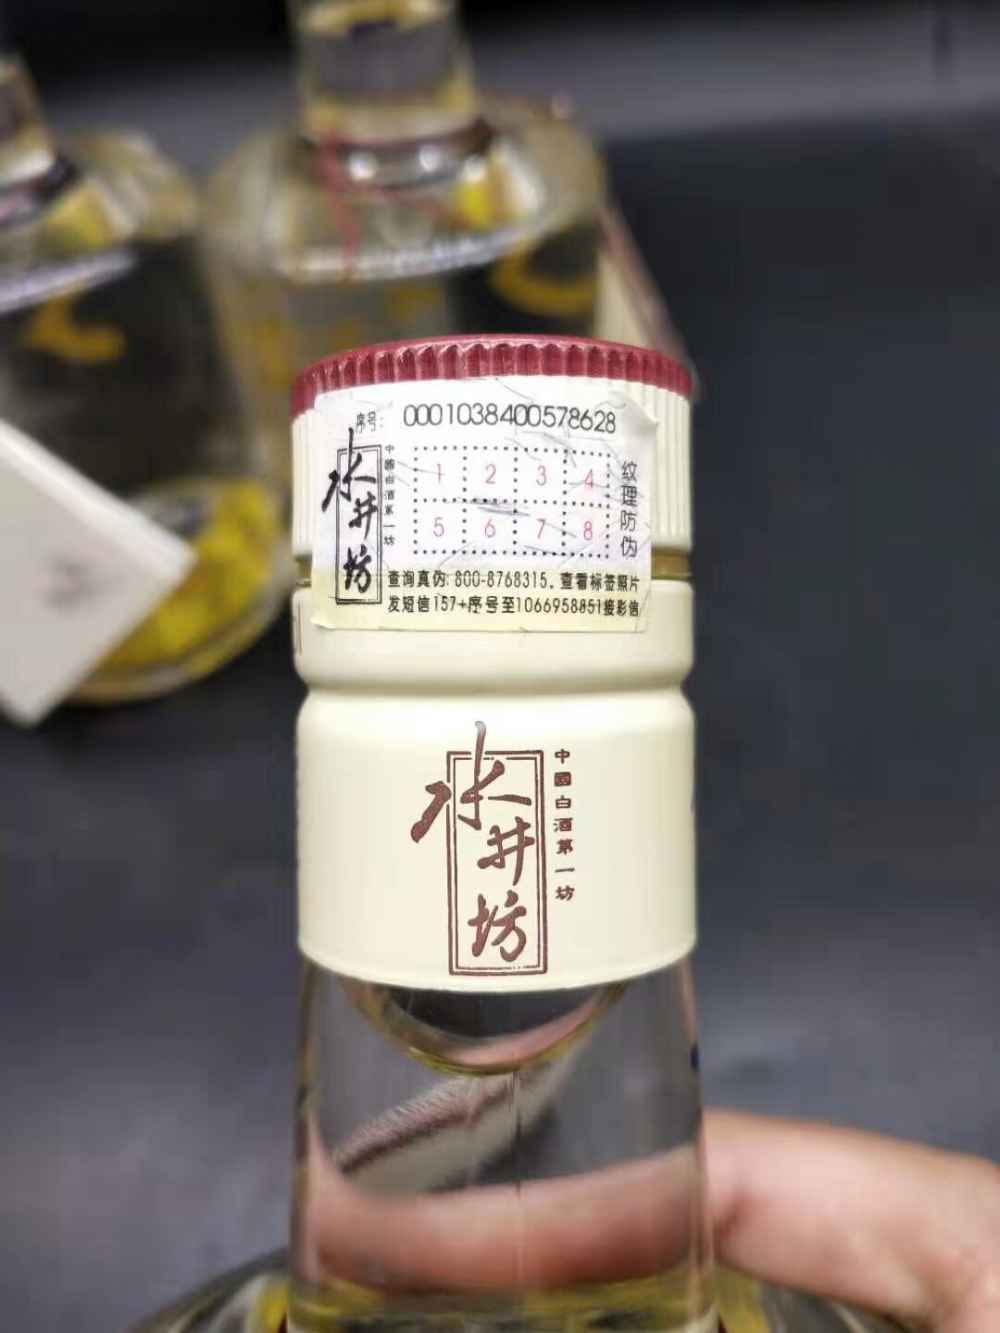 序号: 0001038400578628
水井坊
中國白酒第一坊
1 2 3 4
5 6 7 8
纹理防伪
查询真伪: 800-8768315. 查看标签照片
发短信157+序号至1066958851接彩信
水井坊
中國白酒第一坊